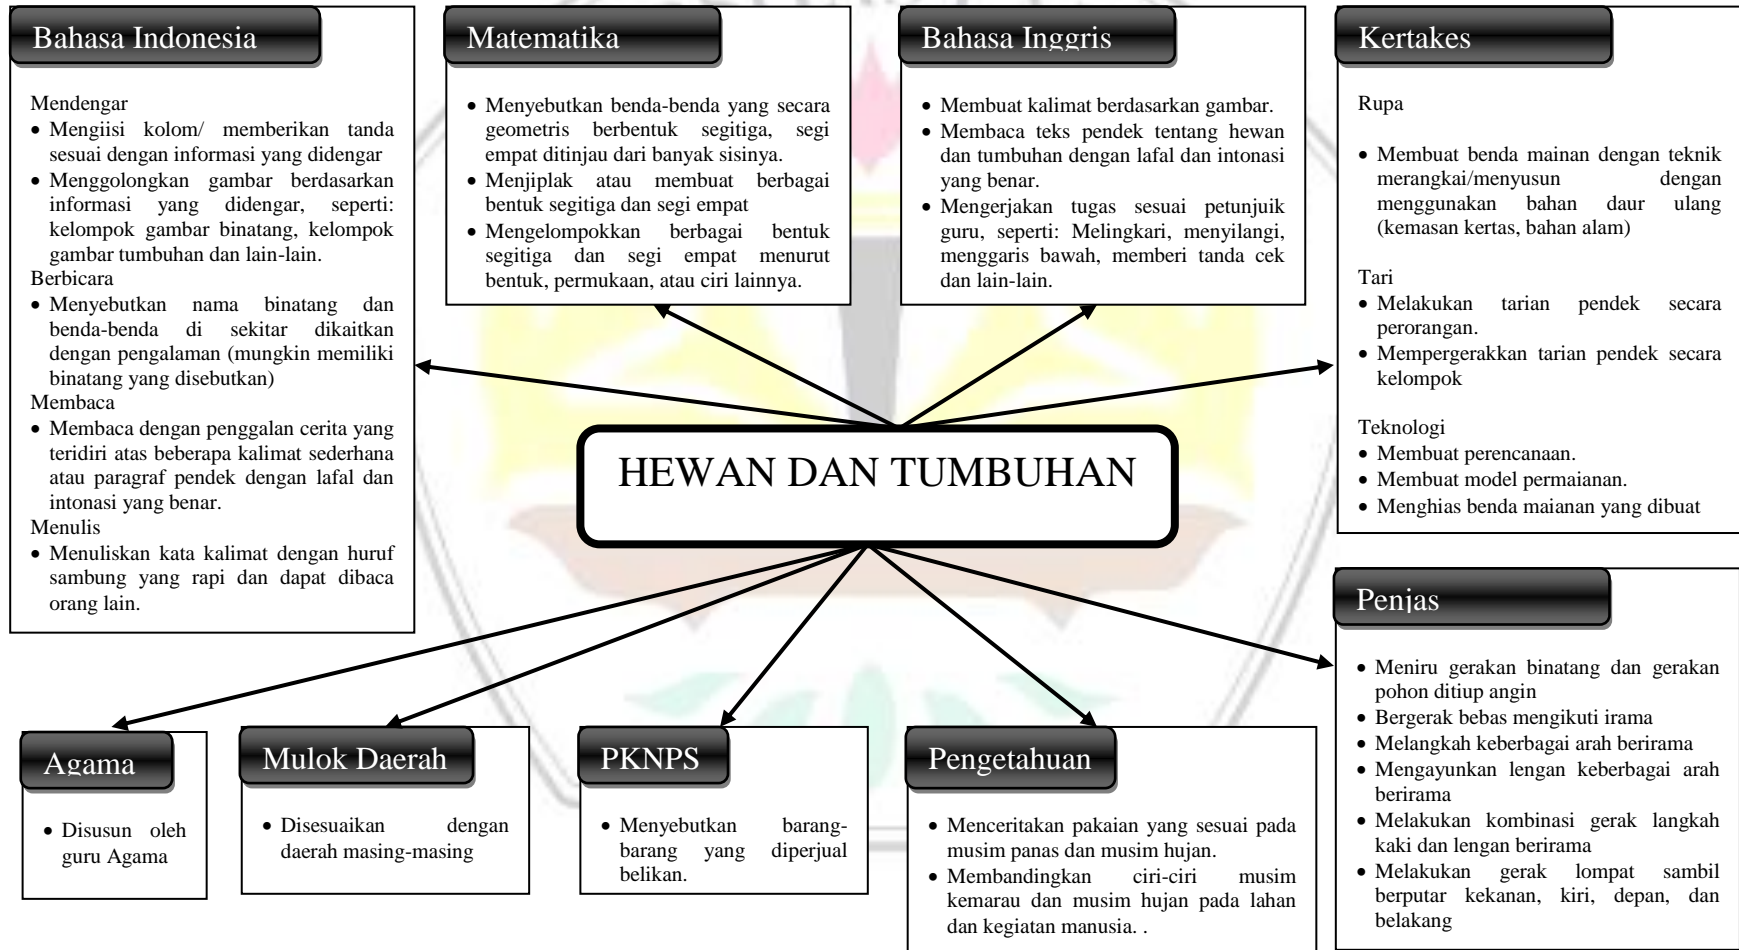 Bahasa Indonesia
Mendengar
• Mengiisi kolom/ memberikan tanda
sesuai dengan informasi yang didengar
• Menggolongkan gambar berdasarkan
informasi yang didengar, seperti:
kelompok gambar binatang, kelompok
gambar tumbuhan dan lain-lain.
Berbicara
• Menyebutkan nama binatang dan
benda-benda di sekitar dikaitkan
dengan pengalaman (mungkin memiliki
binatang yang disebutkan)
Membaca
• Membaca dengan penggalan cerita yang
teridiri atas beberapa kalimat sederhana
atau paragraf pendek dengan lafal dan
intonasi yang benar.
Menulis
• Menuliskan kata kalimat dengan huruf
sambung yang rapi dan dapat dibaca
orang lain.
Matematika
• Menyebutkan benda-benda yang secara
geometris berbentuk segitiga, segi
empat ditinjau dari banyak sisinya.
• Menjiplak atau membuat berbagai
bentuk segitiga dan segi empat
• Mengelompokkan berbagai bentuk
segitiga dan segi empat menurut
bentuk, permukaan, atau ciri lainnya.
Bahasa Inggris
• Membuat kalimat berdasarkan gambar.
• Membaca teks pendek tentang hewan
dan tumbuhan dengan lafal dan intonasi
yang benar.
• Mengerjakan tugas sesuai petunjuik
guru, seperti: Melingkari, menyilangi,
menggaris bawah, memberi tanda cek
dan lain-lain.
Kertakes
Rupa
• Membuat benda mainan dengan teknik
merangkai/menyusun dengan
menggunakan bahan daur ulang
(kemasan kertas, bahan alam)
Tari
• Melakukan tarian pendek secara
perorangan.
• Mempergerakkan tarian pendek secara
kelompok
Teknologi
• Membuat perencanaan.
• Membuat model permaianan.
• Menghias benda maianan yang dibuat
HEWAN DAN TUMBUHAN
Agama
• Disusun oleh
guru Agama
Mulok Daerah
• Disesuaikan dengan
daerah masing-masing
PKNPS
• Menyebutkan barang-
barang yang diperjual
belikan.
Pengetahuan
• Menceritakan pakaian yang sesuai pada
musim panas dan musim hujan.
• Membandingkan ciri-ciri musim
kemarau dan musim hujan pada lahan
dan kegiatan manusia. .
Penjas
• Meniru gerakan binatang dan gerakan
pohon ditiup angin
• Bergerak bebas mengikuti irama
• Melangkah keberbagai arah berirama
• Mengayunkan lengan keberbagai arah
berirama
• Melakukan kombinasi gerak langkah
kaki dan lengan berirama
• Melakukan gerak lompat sambil
berputar kekanan, kiri, depan, dan
belakang